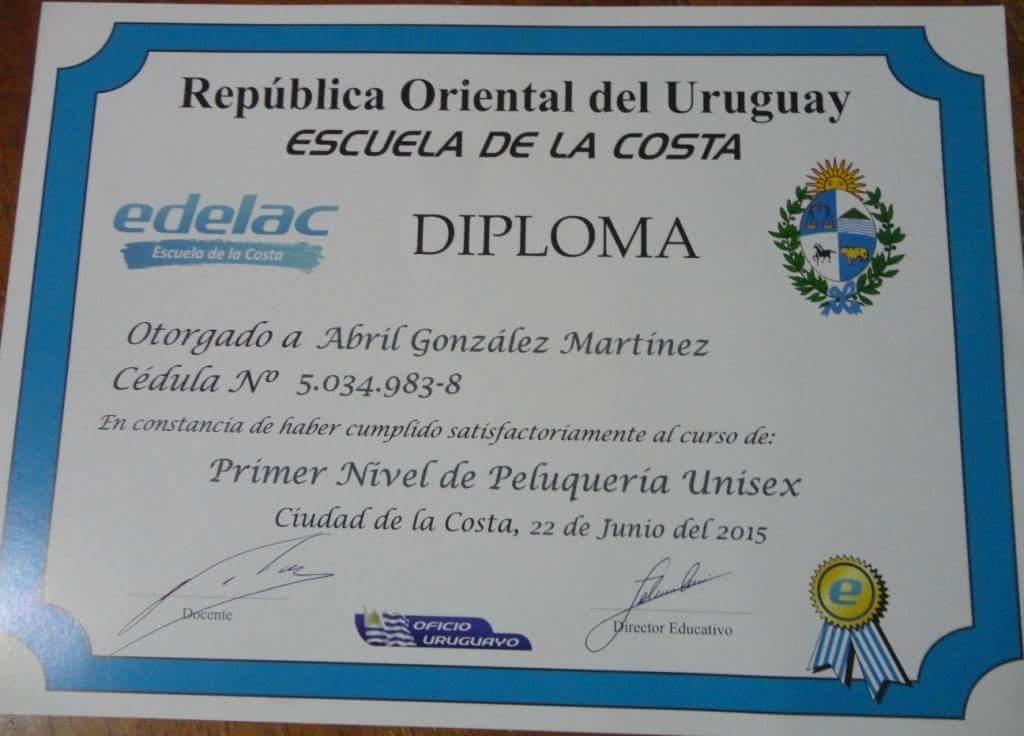 República Oriental del Uruguay
ESCUELA DE LA COSTA
edelac
Escuela de la Costa
DIPLOMA
Otorgado a Abril González Martínez
Cédula Nº 5.034.983-8
En constancia de haber cumplido satisfactoriamente al curso de:
Primer Nivel de Peluquería Unisex
Ciudad de la Costa, 22 de Junio del 2015
Docente
OFICIO
URUGUAYO
Director Educativo
e